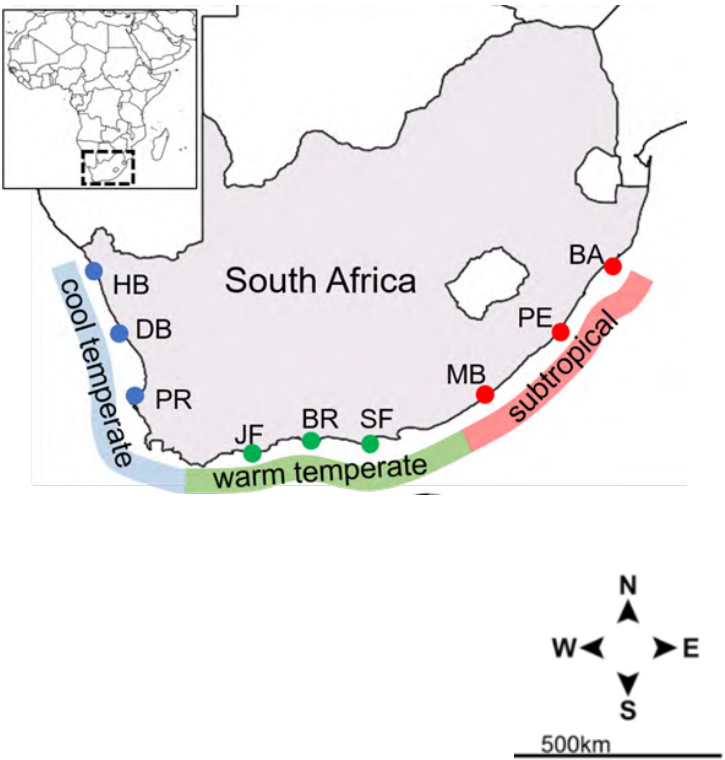 South Africa
BA
HB
PE
DB
MB
PR
JF
BR
SF
cool temperate
warm temperate
subtropical
N
W
E
S
500km